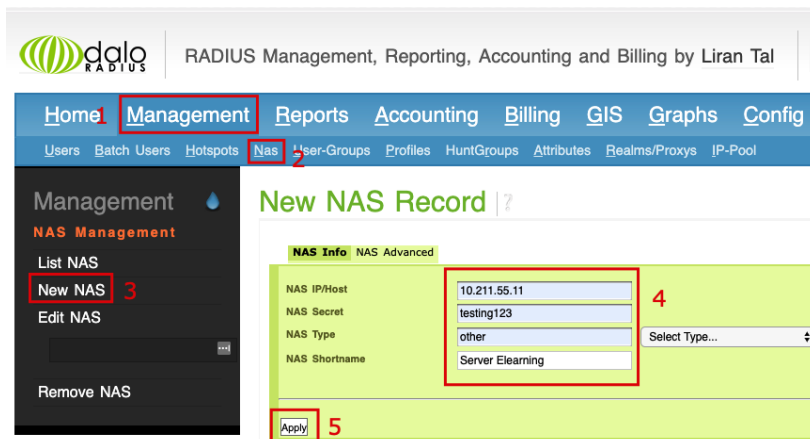 dalo RADIUS
RADIUS Management, Reporting, Accounting and Billing by Liran Tal
Home 1 Management Reports Accounting Billing GIS Graphs Config
Users Batch Users Hotspots Nas 2 User-Groups Profiles HuntGroups Attributes Realms/Proxys IP-Pool
Management
NAS Management
List NAS
New NAS 3
Edit NAS
Remove NAS
New NAS Record ?
NAS Info NAS Advanced
NAS IP/Host 10.211.55.11
NAS Secret testing123
NAS Type other Select Type...
NAS Shortname Server Elearning
4
Apply 5